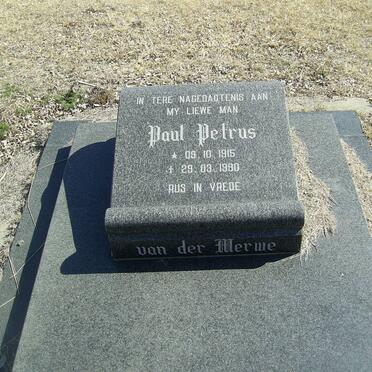 IN TERE NAGEDAGTENIS AAN
MY LIEWE MAN
Paul Petrus
* 09. 10. 1915
† 29. 03. 1990
RUS IN VREDE
van der Merwe